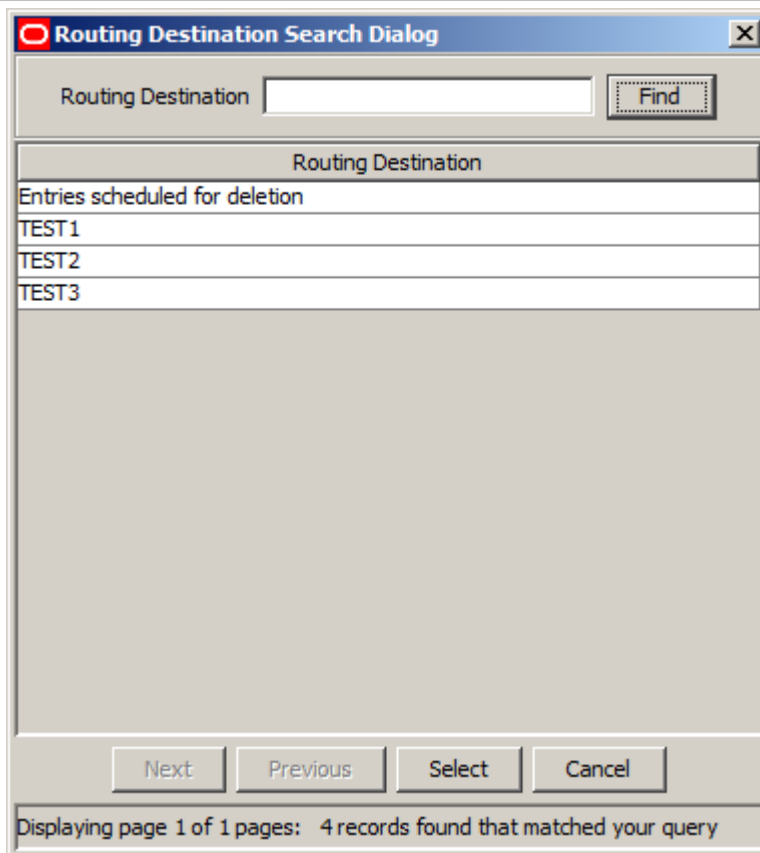 Routing Destination Search Dialog
Routing Destination Find
Routing Destination
Entries scheduled for deletion
TEST1
TEST2
TEST3
Next Previous Select Cancel
Displaying page 1 of 1 pages: 4 records found that matched your query